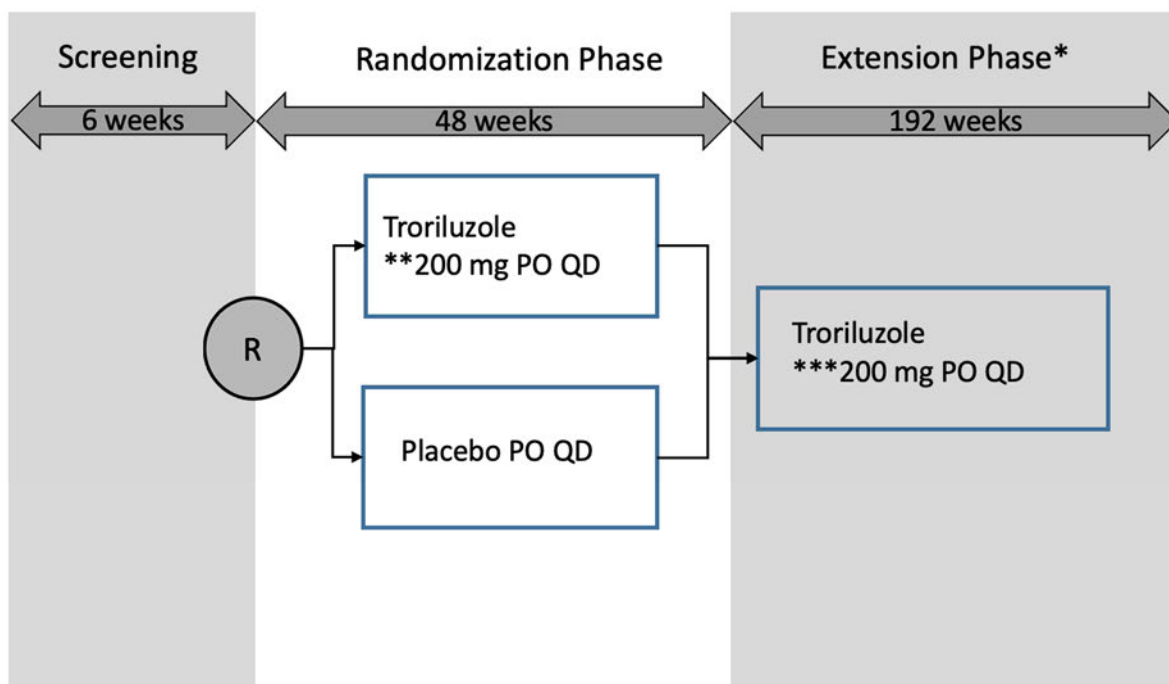 Screening
Randomization Phase
Extension Phase*
6 weeks
48 weeks
192 weeks
Troriluzole
**200 mg PO QD
R
Placebo PO QD
Troriluzole
***200 mg PO QD